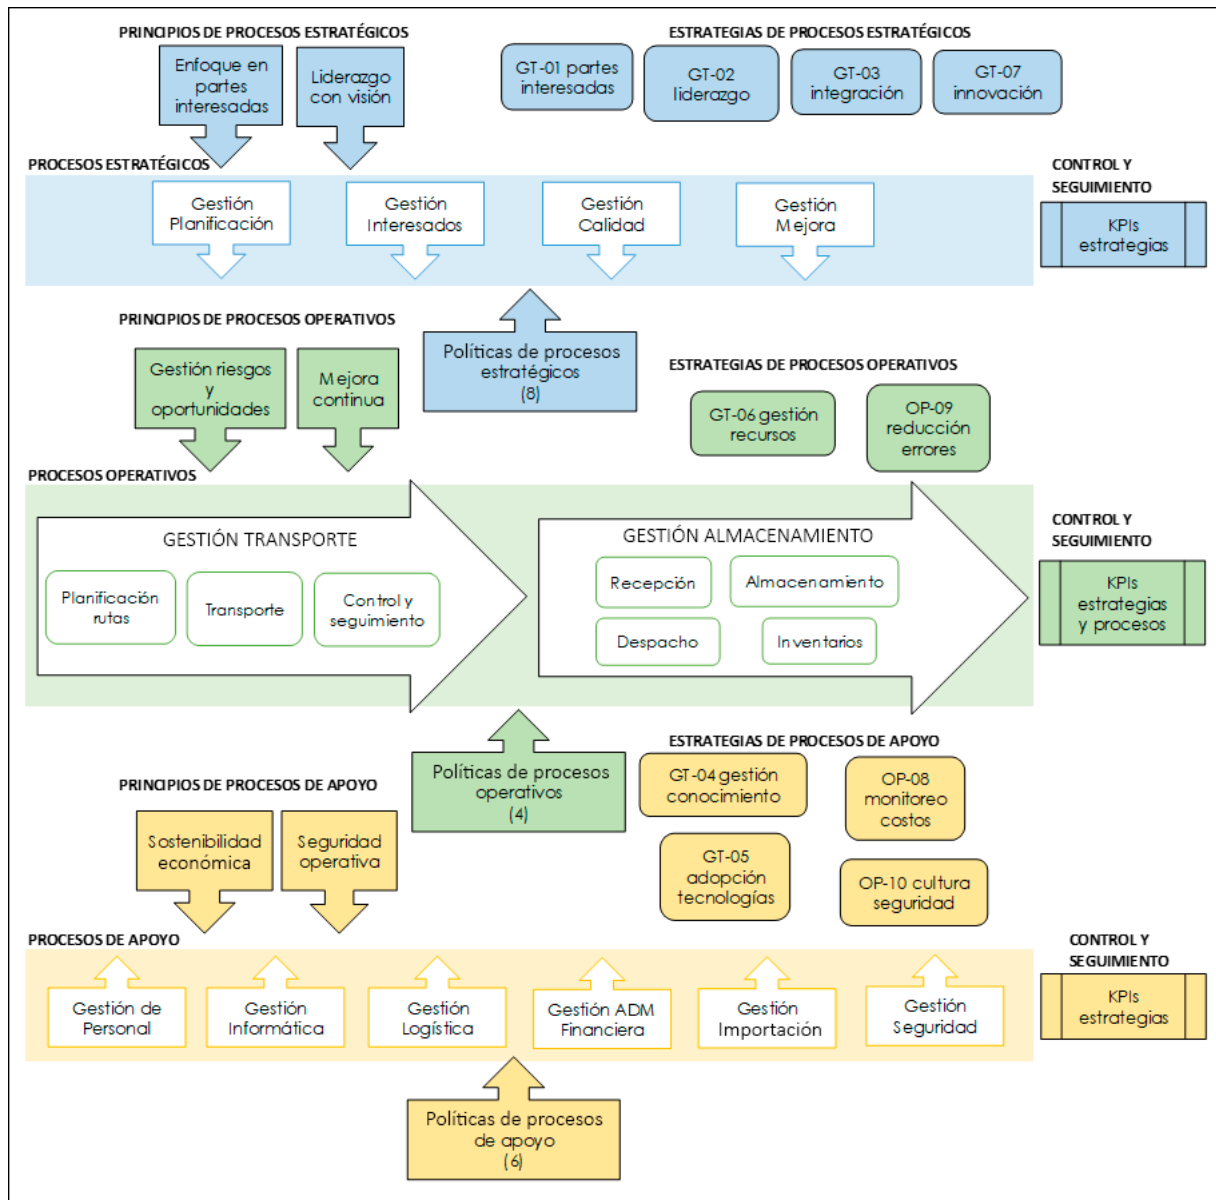 PRINCIPIOS DE PROCESOS ESTRATÉGICOS
ESTRATEGIAS DE PROCESOS ESTRATÉGICOS
Enfoque en
partes
interesadas
Liderazgo
con visión
GT-01 partes
interesadas
GT-02
liderazgo
GT-03
integración
GT-07
innovación
PROCESOS ESTRATÉGICOS
CONTROL Y
SEGUIMIENTO
Gestión
Planificación
Gestión
Interesados
Gestión
Calidad
Gestión
Mejora
KPIs
estrategias
PRINCIPIOS DE PROCESOS OPERATIVOS
Políticas de procesos
estratégicos
(8)
ESTRATEGIAS DE PROCESOS OPERATIVOS
Gestión riesgos
y
oportunidades
Mejora
continua
GT-06 gestión
recursos
OP-09
reducción
errores
PROCESOS OPERATIVOS
CONTROL Y
SEGUIMIENTO
GESTIÓN TRANSPORTE
Planificación
rutas
Transporte
Control y
seguimiento
GESTIÓN ALMACENAMIENTO
Recepción
Almacenamiento
Despacho
Inventarios
KPIs
estrategias
y procesos
Políticas de procesos
operativos
(4)
ESTRATEGIAS DE PROCESOS DE APOYO
PRINCIPIOS DE PROCESOS DE APOYO
GT-04 gestión
conocimiento
OP-08
monitoreo
costos
Sostenibilidad
económica
Seguridad
operativa
GT-05
adopción
tecnologías
OP-10 cultura
seguridad
PROCESOS DE APOYO
CONTROL Y
SEGUIMIENTO
Gestión de
Personal
Gestión
Informática
Gestión
Logística
Gestión ADM
Financiera
Gestión
Importación
Gestión
Seguridad
KPIs
estrategias
Políticas de procesos
de apoyo
(6)